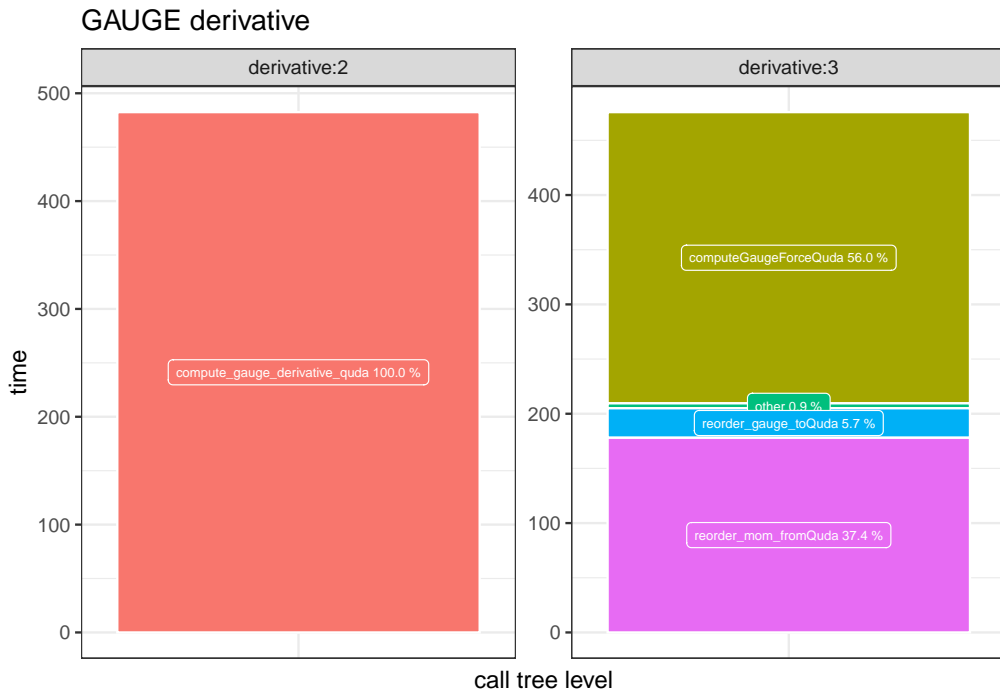 GAUGE derivative
derivative:2
derivative:3
500
400
300
200
100
0
400
300
200
100
0
compute_gauge_derivative_quda 100.0 %
computeGaugeForceQuda 56.0 %
other 0.9 %
reorder_gauge_toQuda 5.7 %
reorder_mom_fromQuda 37.4 %
time
call tree level